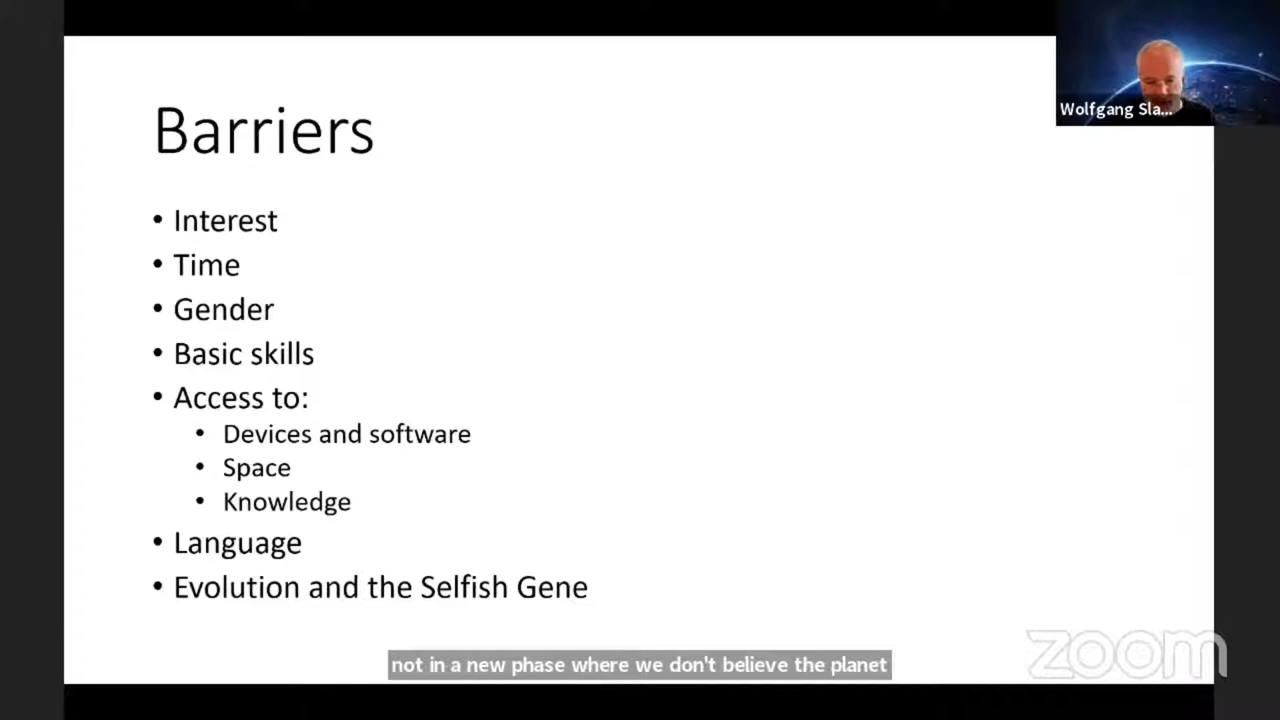 Barriers
Wolfgang Sla...
• Interest
• Time
• Gender
• Basic skills
• Access to:
• Devices and software
• Space
• Knowledge
• Language
• Evolution and the Selfish Gene
not in a new phase where we don't believe the planet
zoom